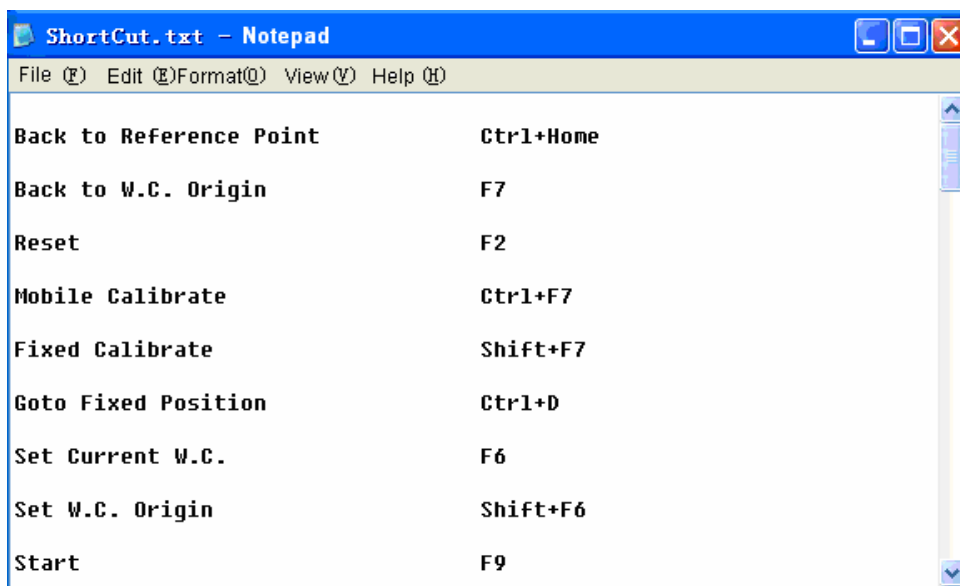 ShortCut.txt - Notepad
File (F) Edit (E)Format(O) View(V) Help (H)
Back to Reference Point Ctrl+Home
Back to W.C. Origin F7
Reset F2
Mobile Calibrate Ctrl+F7
Fixed Calibrate Shift+F7
Goto Fixed Position Ctrl+D
Set Current W.C. F6
Set W.C. Origin Shift+F6
Start F9